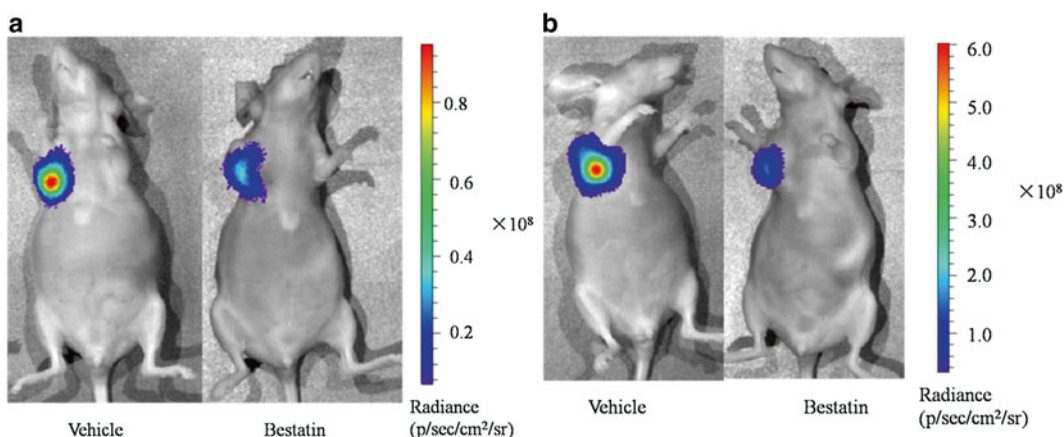 a
0.8
0.6
×10⁸
0.4
0.2
Radiance
(p/sec/cm²/sr)
Vehicle
Bestatin
b
6.0
5.0
4.0
×10⁸
3.0
2.0
1.0
Radiance
(p/sec/cm²/sr)
Vehicle
Bestatin